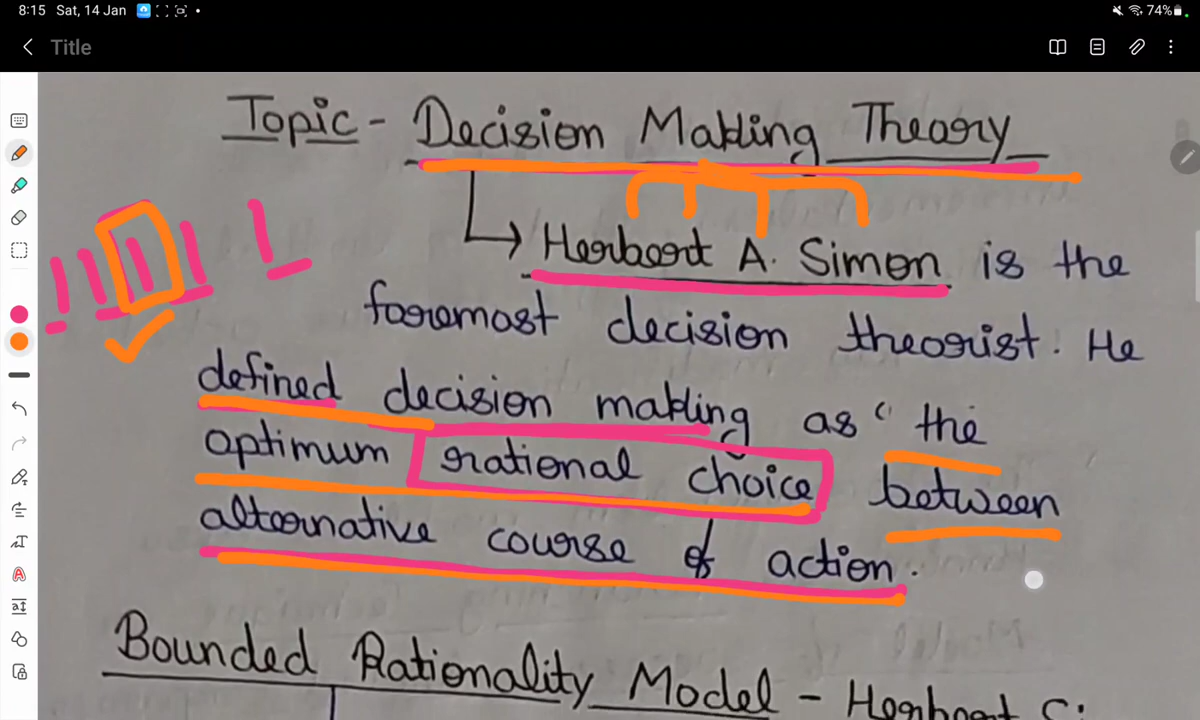 8:15 Sat, 14 Jan 74%
Title
Topic - Decision Making Theory
Herbert A. Simon is the
foremost decision theorist. He
defined decision making as "the
optimum rational choice between
alternative course of action.
Bounded Rationality Model - Herbert Si